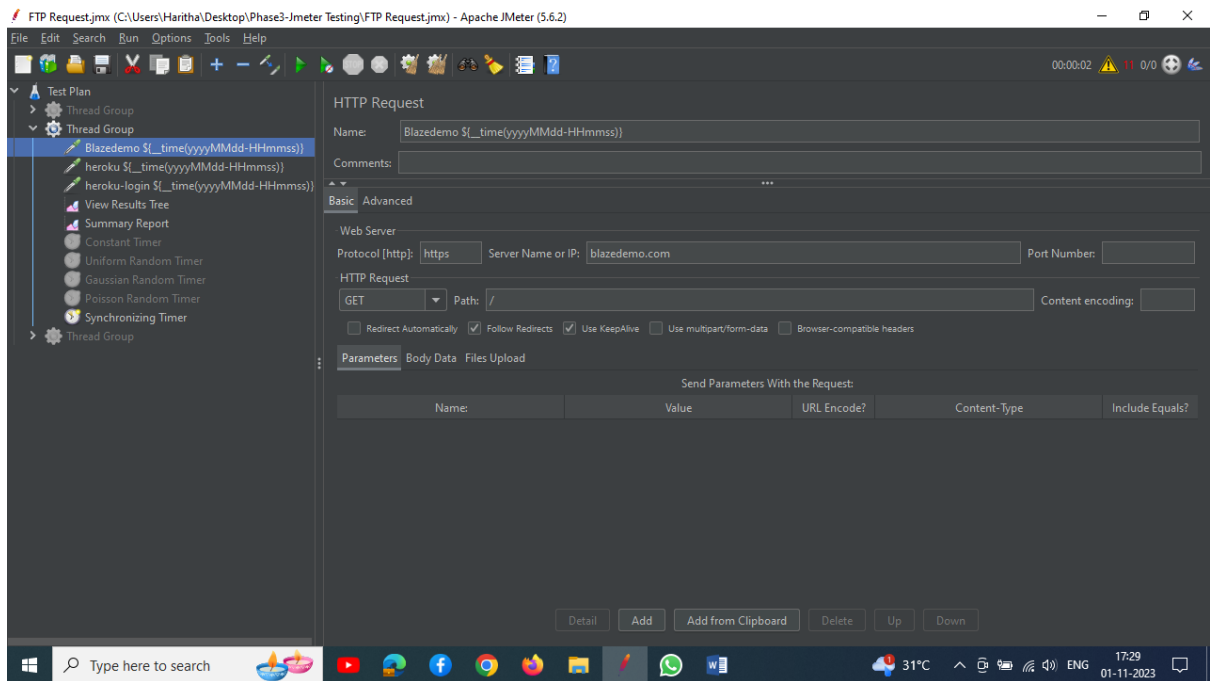 FTP Request.jmx (C:\Users\Haritha\Desktop\Phase3-Jmeter Testing\FTP Request.jmx) - Apache JMeter (5.6.2)
File Edit Search Run Options Tools Help
00:00:02 11 0/0
Test Plan
Thread Group
Thread Group
Blazedemo ${__time(yyyyMMdd-HHmmss)}
heroku ${__time(yyyyMMdd-HHmmss)}
heroku-login ${__time(yyyyMMdd-HHmmss)}
View Results Tree
Summary Report
Constant Timer
Uniform Random Timer
Gaussian Random Timer
Poisson Random Timer
Synchronizing Timer
Thread Group
HTTP Request
Name: Blazedemo ${__time(yyyyMMdd-HHmmss)}
Comments:
Basic Advanced
Web Server
Protocol [http]: https Server Name or IP: blazedemo.com Port Number:
HTTP Request
GET Path: / Content encoding:
Redirect Automatically Follow Redirects Use KeepAlive Use multipart/form-data Browser-compatible headers
Parameters Body Data Files Upload
Send Parameters With the Request:
Name: Value URL Encode? Content-Type Include Equals?
Detail Add Add from Clipboard Delete Up Down
Type here to search 31°C ENG 17:29
01-11-2023